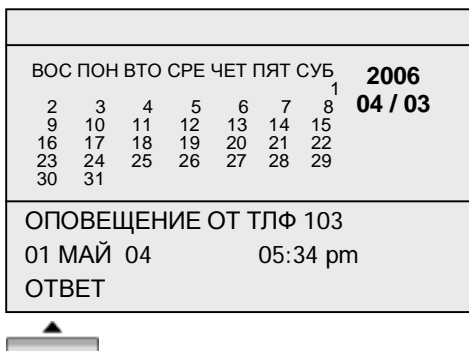 ВОС ПОН ВТО СРЕ ЧЕТ ПЯТ СУБ 2006
1
2 3 4 5 6 7 8 04 / 03
9 10 11 12 13 14 15
16 17 18 19 20 21 22
23 24 25 26 27 28 29
30 31
ОПОВЕЩЕНИЕ ОТ ТЛФ 103
01 МАЙ 04 05:34 pm
ОТВЕТ